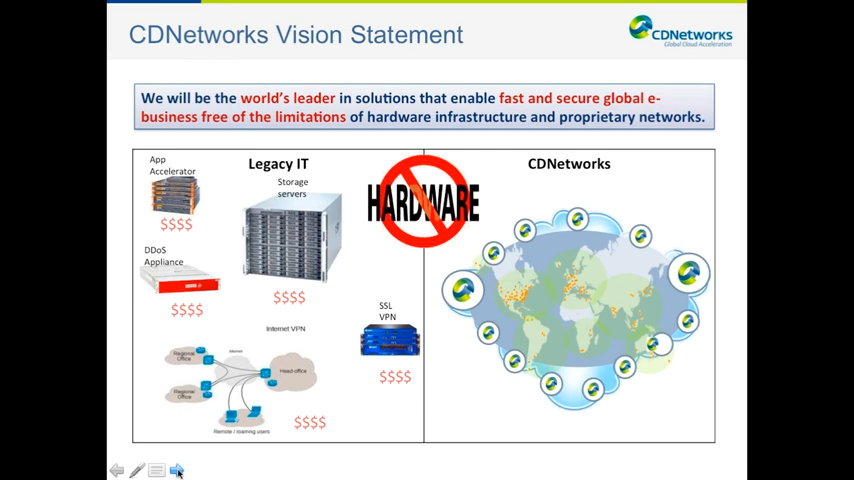 CDNetworks Vision Statement
CDNETWORKS
Global Cloud Acceleration
We will be the world's leader in solutions that enable fast and secure global e-
business free of the limitations of hardware infrastructure and proprietary networks.
App
Accelerator
Legacy IT
Storage
servers
HARDWARE
CDNetworks
$$$$
DDoS
Appliance
$$$$
$$$$
SSL
VPN
$$$$
Internet VPN
Internet
Regional
Office
Head-office
Regional
Office
Remote / roaming users
$$$$